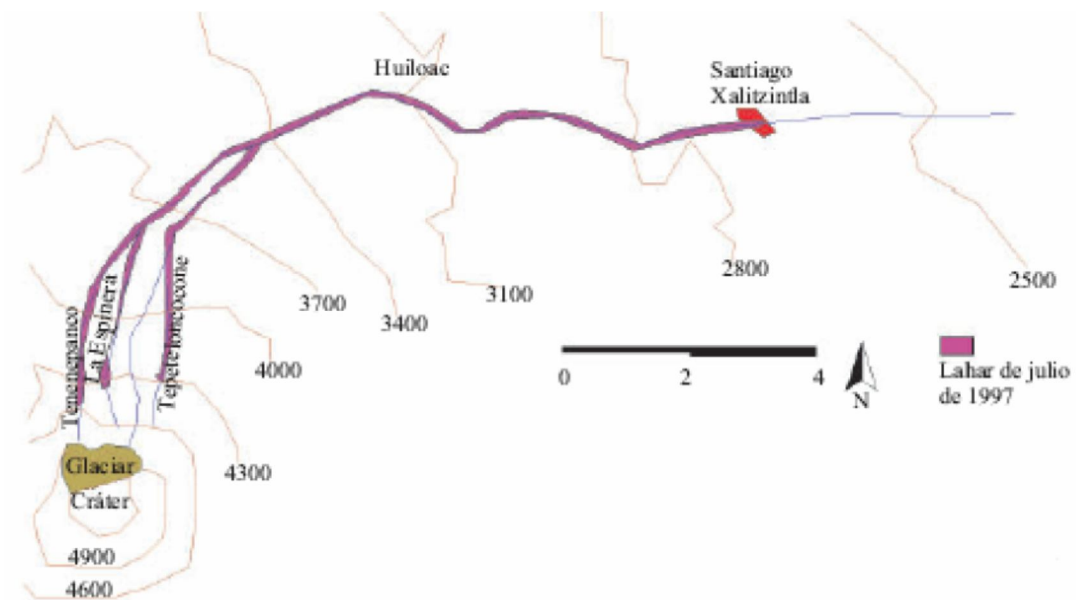 Huiloac
Santiago
Xalitzintla
Tenenepanco
La Espinera
Tepeteloncocone
3700
3400
3100
2800
2500
4000
4300
0
2
4
N
Lahar de julio
de 1997
Glaciar
Cráter
4900
4600